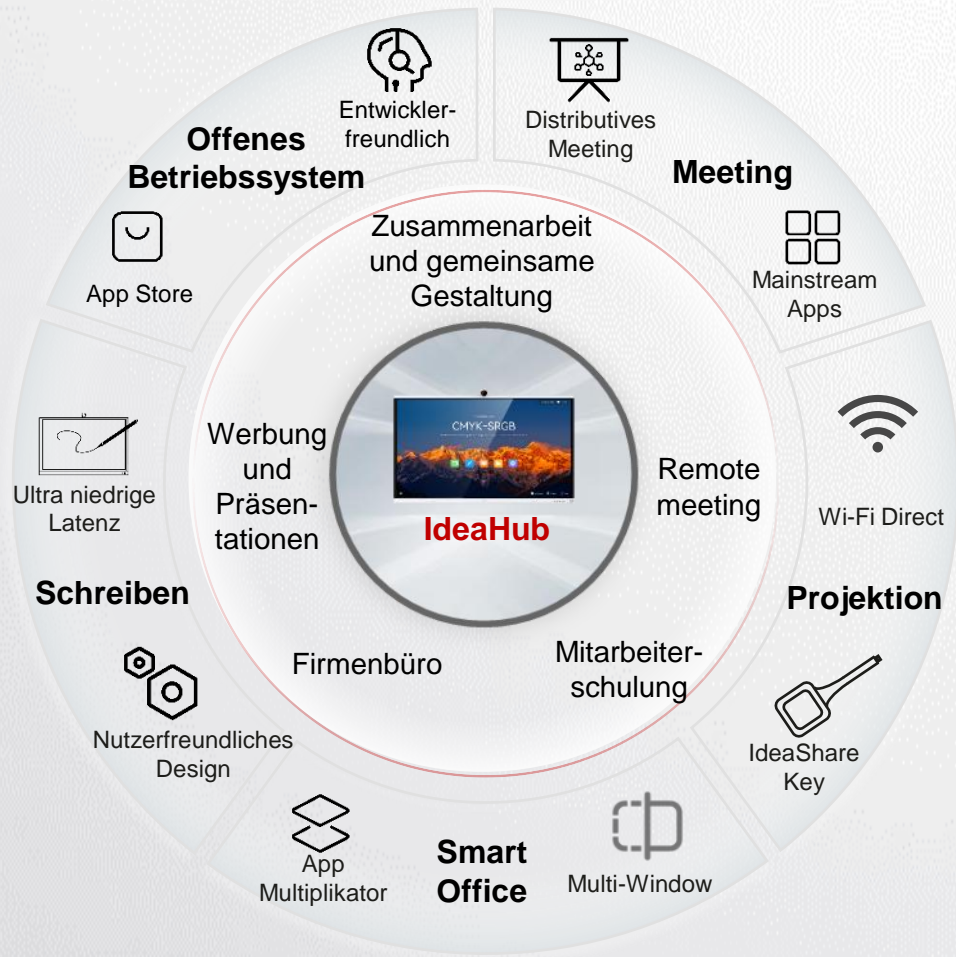 Entwickler-
freundlich
Offenes
Betriebssystem
App Store
Distributives
Meeting
Meeting
Mainstream
Apps
Zusammenarbeit
und gemeinsame
Gestaltung
CMYK-SRGB
IdeaHub
Werbung
und
Präsen-
tationen
Remote
meeting
Firmenbüro
Mitarbeiter-
schulung
Ultra niedrige
Latenz
Schreiben
Nutzerfreundliches
Design
Wi-Fi Direct
Projektion
IdeaShare
Key
App
Multiplikator
Smart
Office
Multi-Window